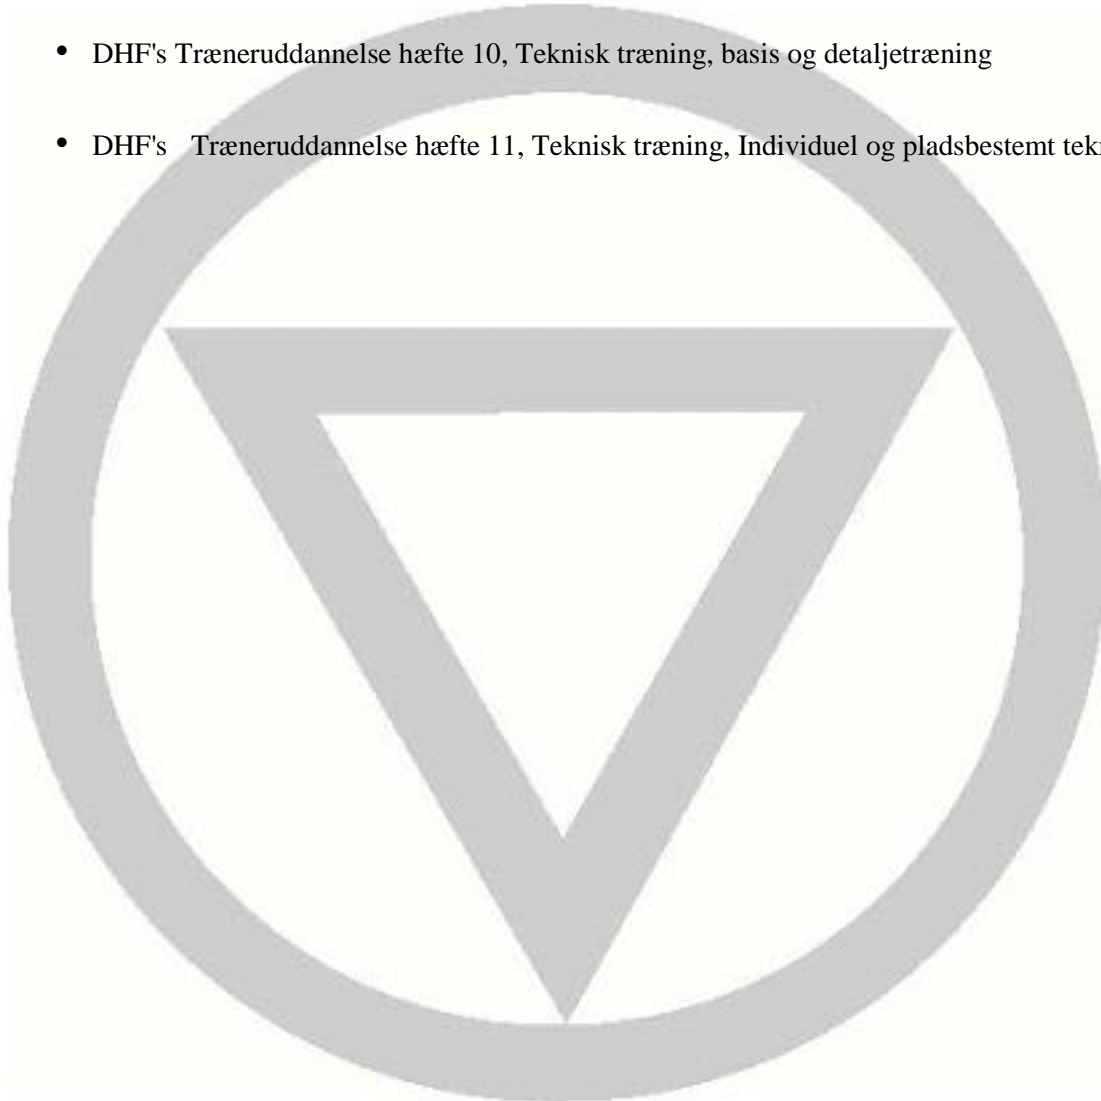 • DHF's Træneruddannelse hæfte 10, Teknisk træning, basis og detaljetræning
• DHF's Træneruddannelse hæfte 11, Teknisk træning, Individuel og pladsbestemt